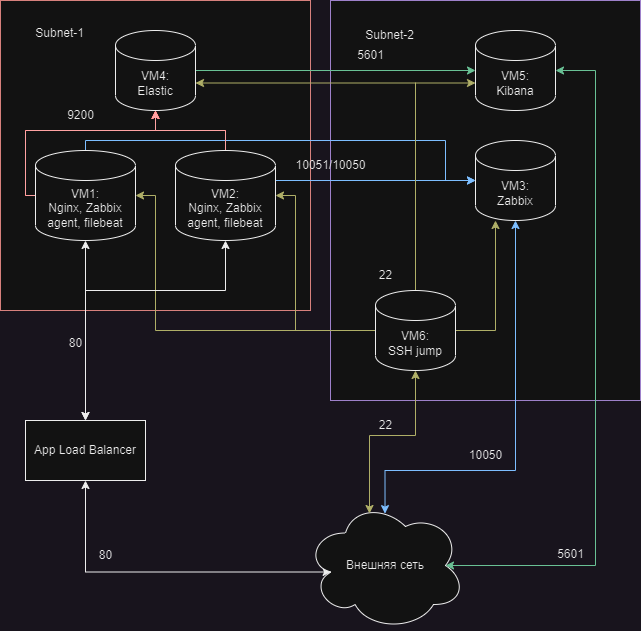 Subnet-1
Subnet-2
5601
VM4:
Elastic
VM5:
Kibana
9200
10051/10050
VM1:
Nginx, Zabbix
agent, filebeat
VM2:
Nginx, Zabbix
agent, filebeat
VM3:
Zabbix
22
VM6:
SSH jump
80
22
App Load Balancer
10050
80
5601
Внешняя сеть